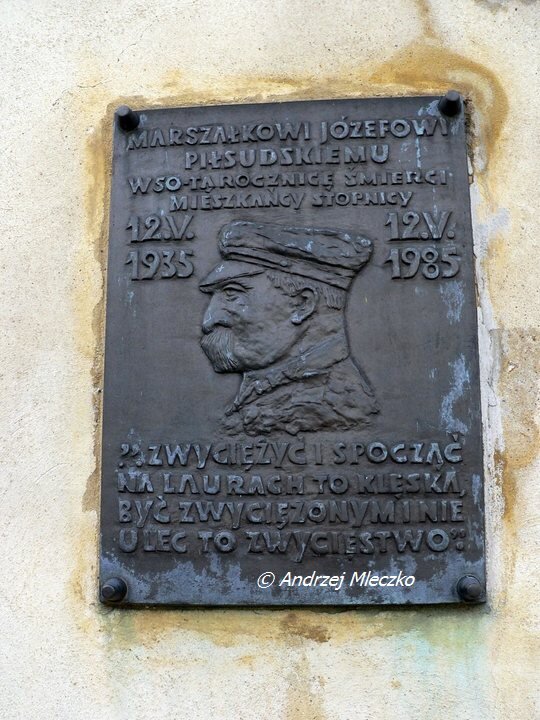 MARSZAŁKOWI JÓZEFOWI
PIŁSUDSKIEMU
W 50-TĄ ROCZNICĘ ŚMIERCI
MIESZKAŃCY STOPNICY
12.V. 12.V.
1935 1985
"ZWYCIĘŻYĆ I SPOCZĄĆ
NA LAURACH TO KLĘSKA,
BYĆ ZWYCIĘŻONYM I NIE
ULEC TO ZWYCIĘSTWO".
© Andrzej Mleczko